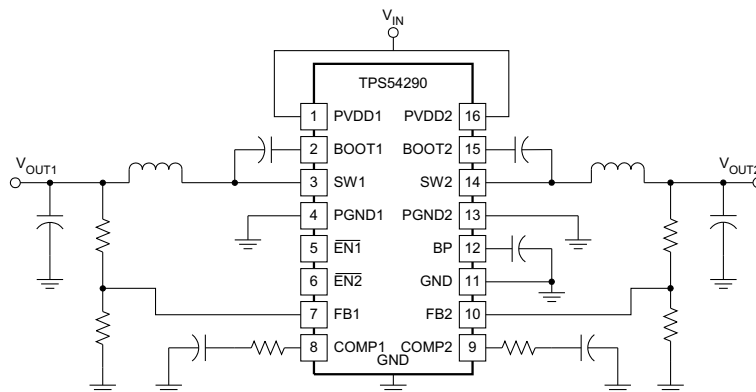 V_IN
TPS54290
1 PVDD1 PVDD2 16
2 BOOT1 BOOT2 15
V_OUT1
V_OUT2
3 SW1 SW2 14
4 PGND1 PGND2 13
5 EN1 BP 12
6 EN2 GND 11
7 FB1 FB2 10
8 COMP1 COMP2 9
GND